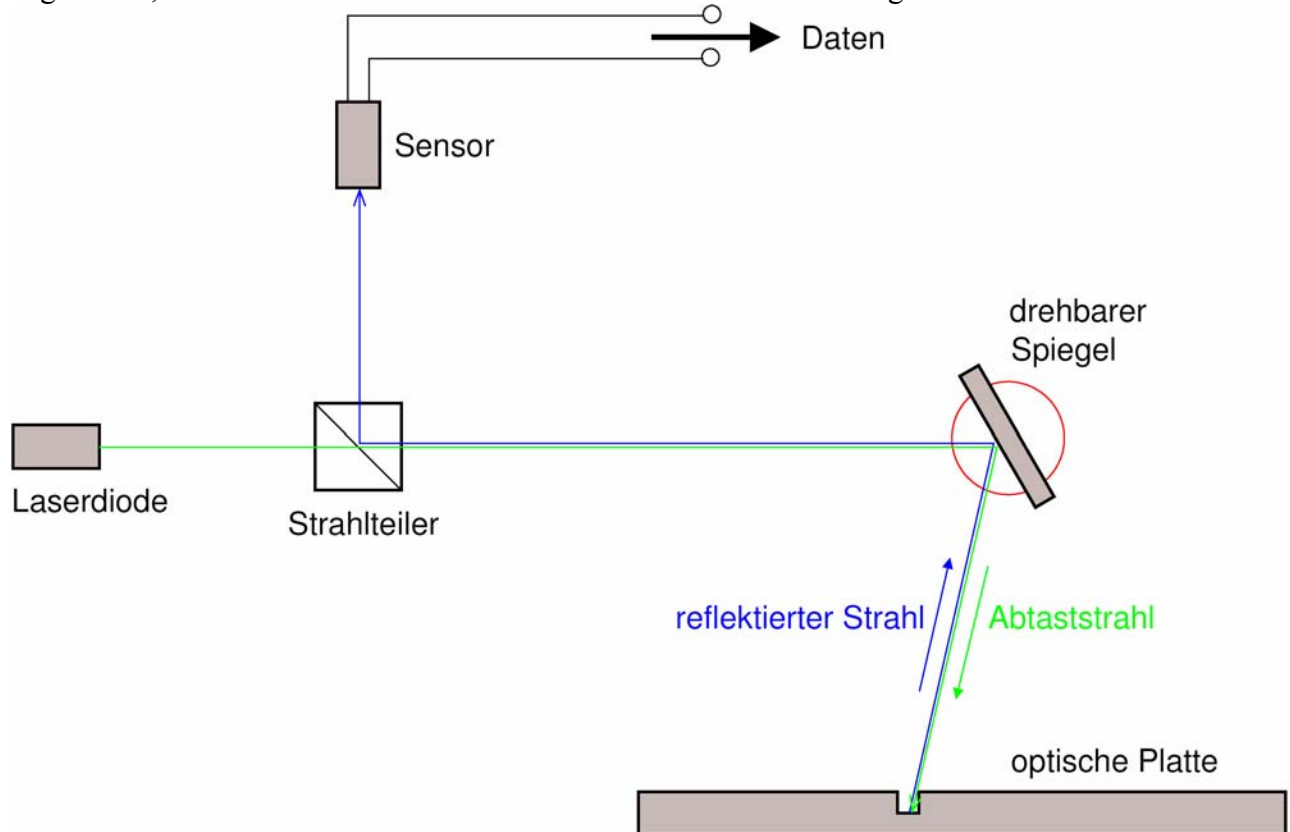 Daten
Sensor
drehbarer
Spiegel
Laserdiode
Strahlteiler
reflektierter Strahl
Abtaststrahl
optische Platte